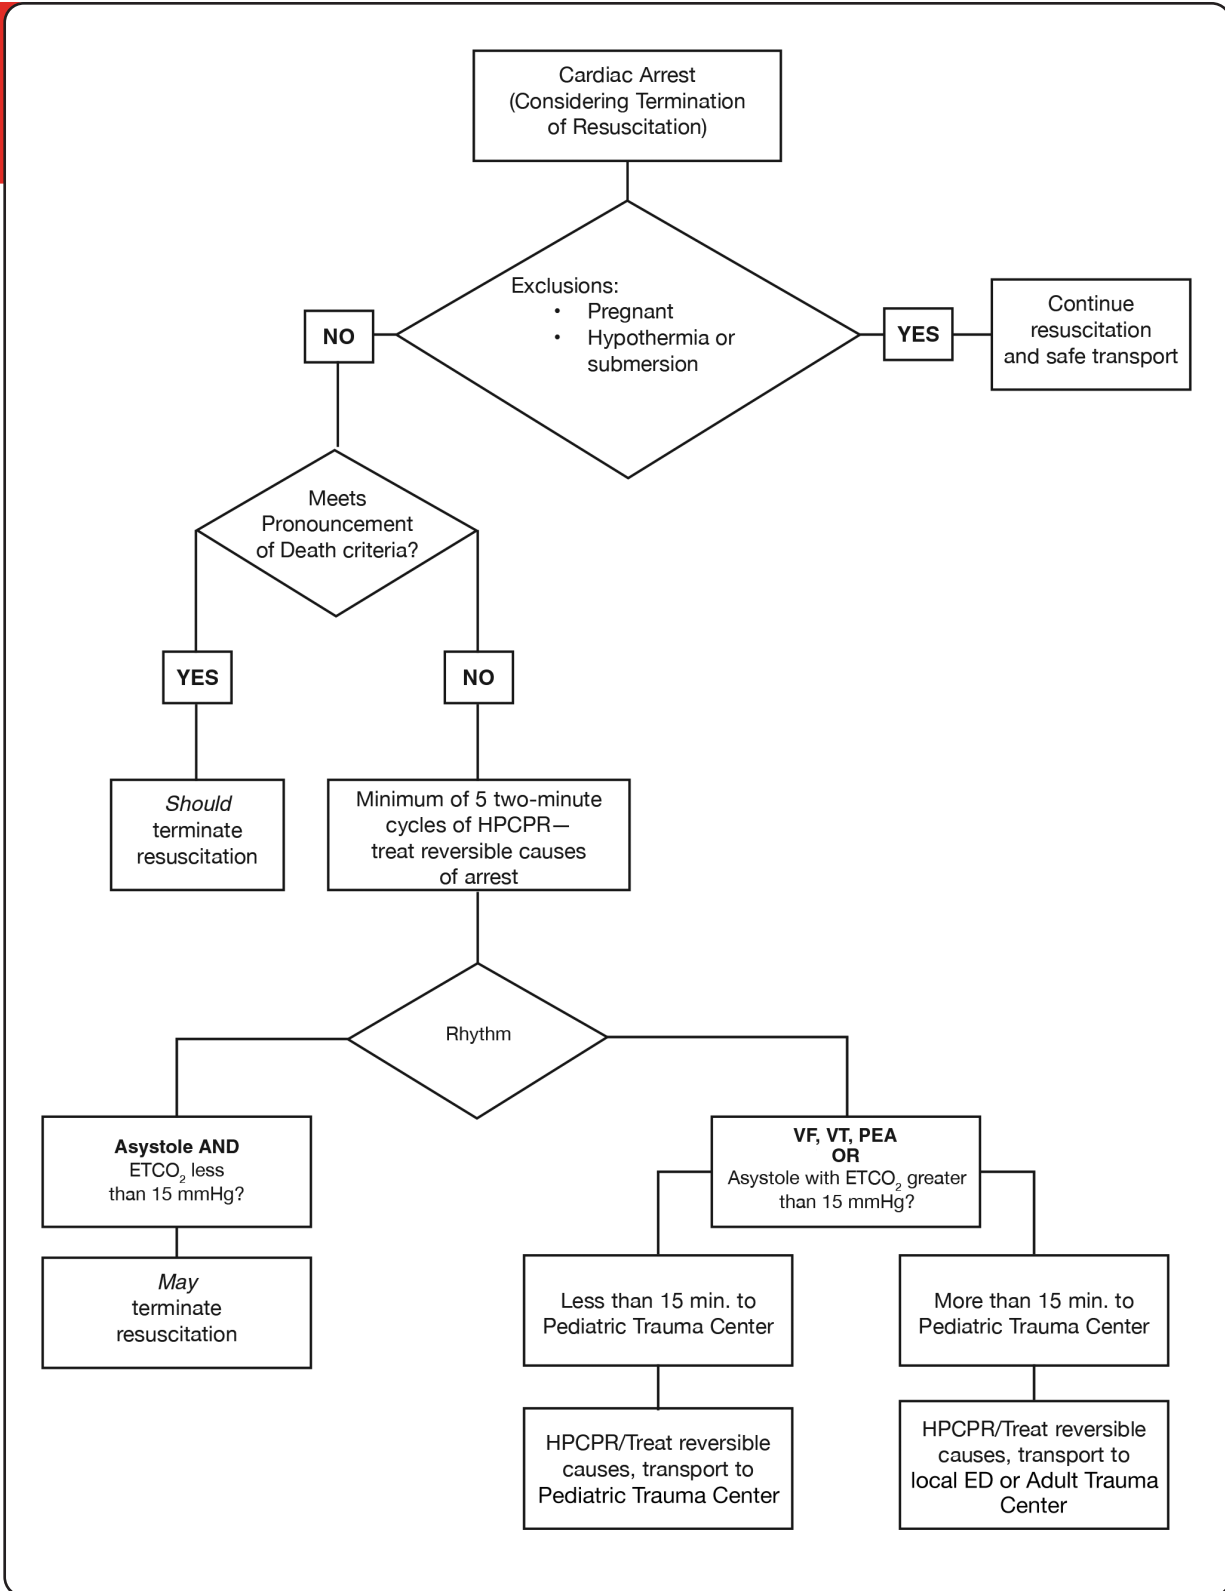 Cardiac Arrest
(Considering Termination
of Resuscitation)
Exclusions:
• Pregnant
• Hypothermia or
submersion
NO
YES
Continue
resuscitation
and safe transport
Meets
Pronouncement
of Death criteria?
YES
NO
Should
terminate
resuscitation
Minimum of 5 two-minute
cycles of HPCPR—
treat reversible causes
of arrest
Rhythm
Asystole AND
ETCO₂ less
than 15 mmHg?
VF, VT, PEA
OR
Asystole with ETCO₂ greater
than 15 mmHg?
May
terminate
resuscitation
Less than 15 min. to
Pediatric Trauma Center
More than 15 min. to
Pediatric Trauma Center
HPCPR/Treat reversible
causes, transport to
Pediatric Trauma Center
HPCPR/Treat reversible
causes, transport to
local ED or Adult Trauma
Center